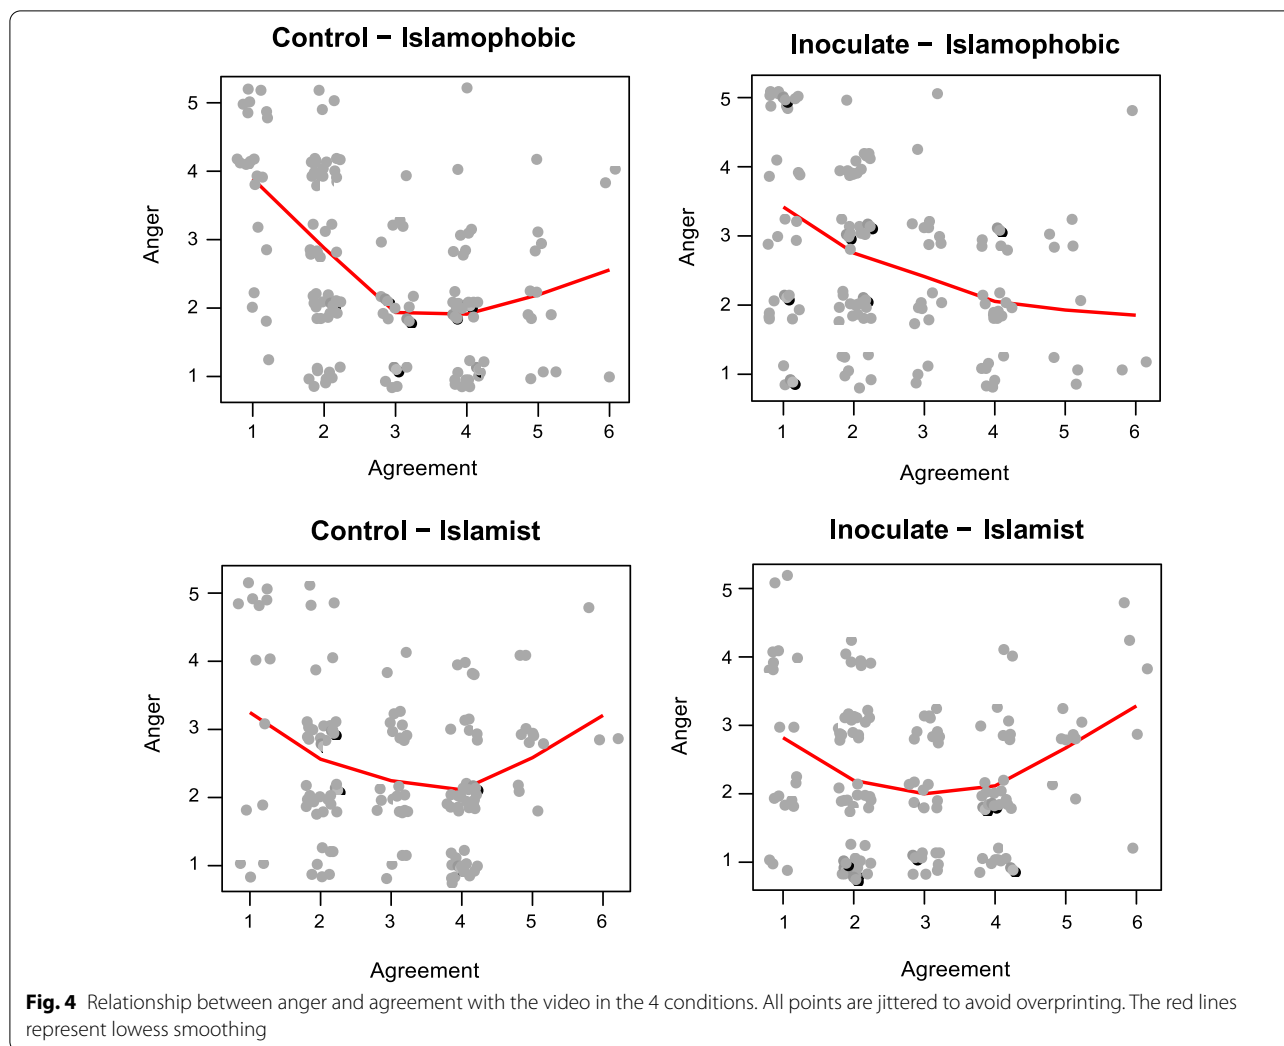 Control – Islamophobic
5
4
3
2
1
Anger
1 2 3 4 5 6
Agreement
Inoculate – Islamophobic
5
4
3
2
1
Anger
1 2 3 4 5 6
Agreement
Control – Islamist
5
4
3
2
1
Anger
1 2 3 4 5 6
Agreement
Inoculate – Islamist
5
4
3
2
1
Anger
1 2 3 4 5 6
Agreement
Fig. 4 Relationship between anger and agreement with the video in the 4 conditions. All points are jittered to avoid overprinting. The red lines
represent lowess smoothing